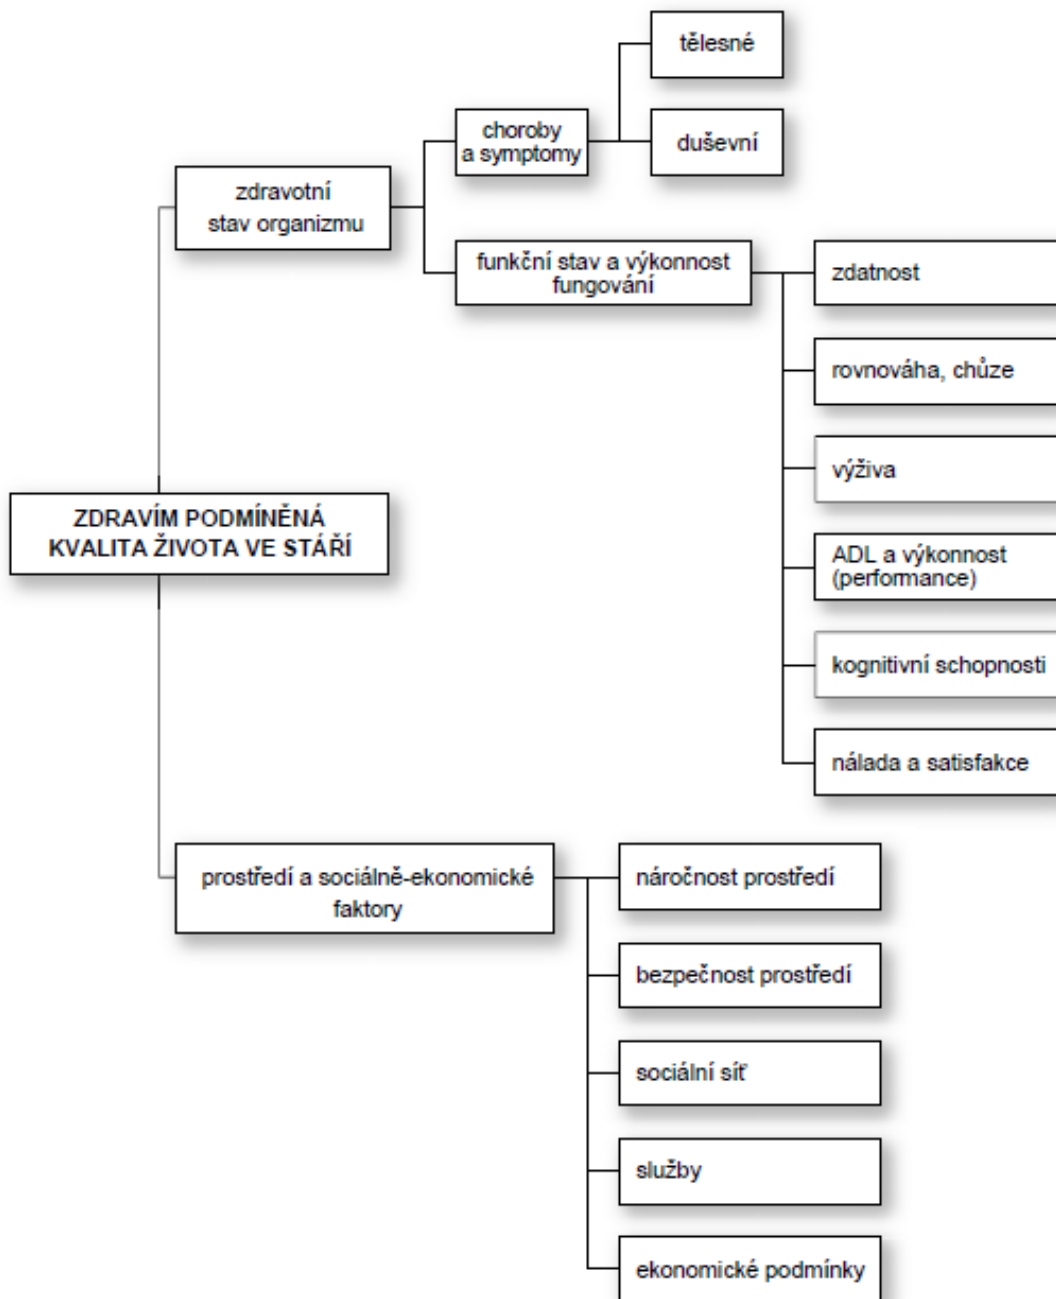 tělesné
choroby
a symptomy
duševní
zdravotní
stav organizmu
funkční stav a výkonnost
fungování
zdatnost
rovnováha, chůze
výživa
ZDRAVÍM PODMÍNĚNÁ
KVALITA ŽIVOTA VE STÁŘÍ
ADL a výkonnost
(performance)
kognitivní schopnosti
nálada a satisfakce
prostředí a sociálně-ekonomické
faktory
náročnost prostředí
bezpečnost prostředí
sociální síť
služby
ekonomické podmínky